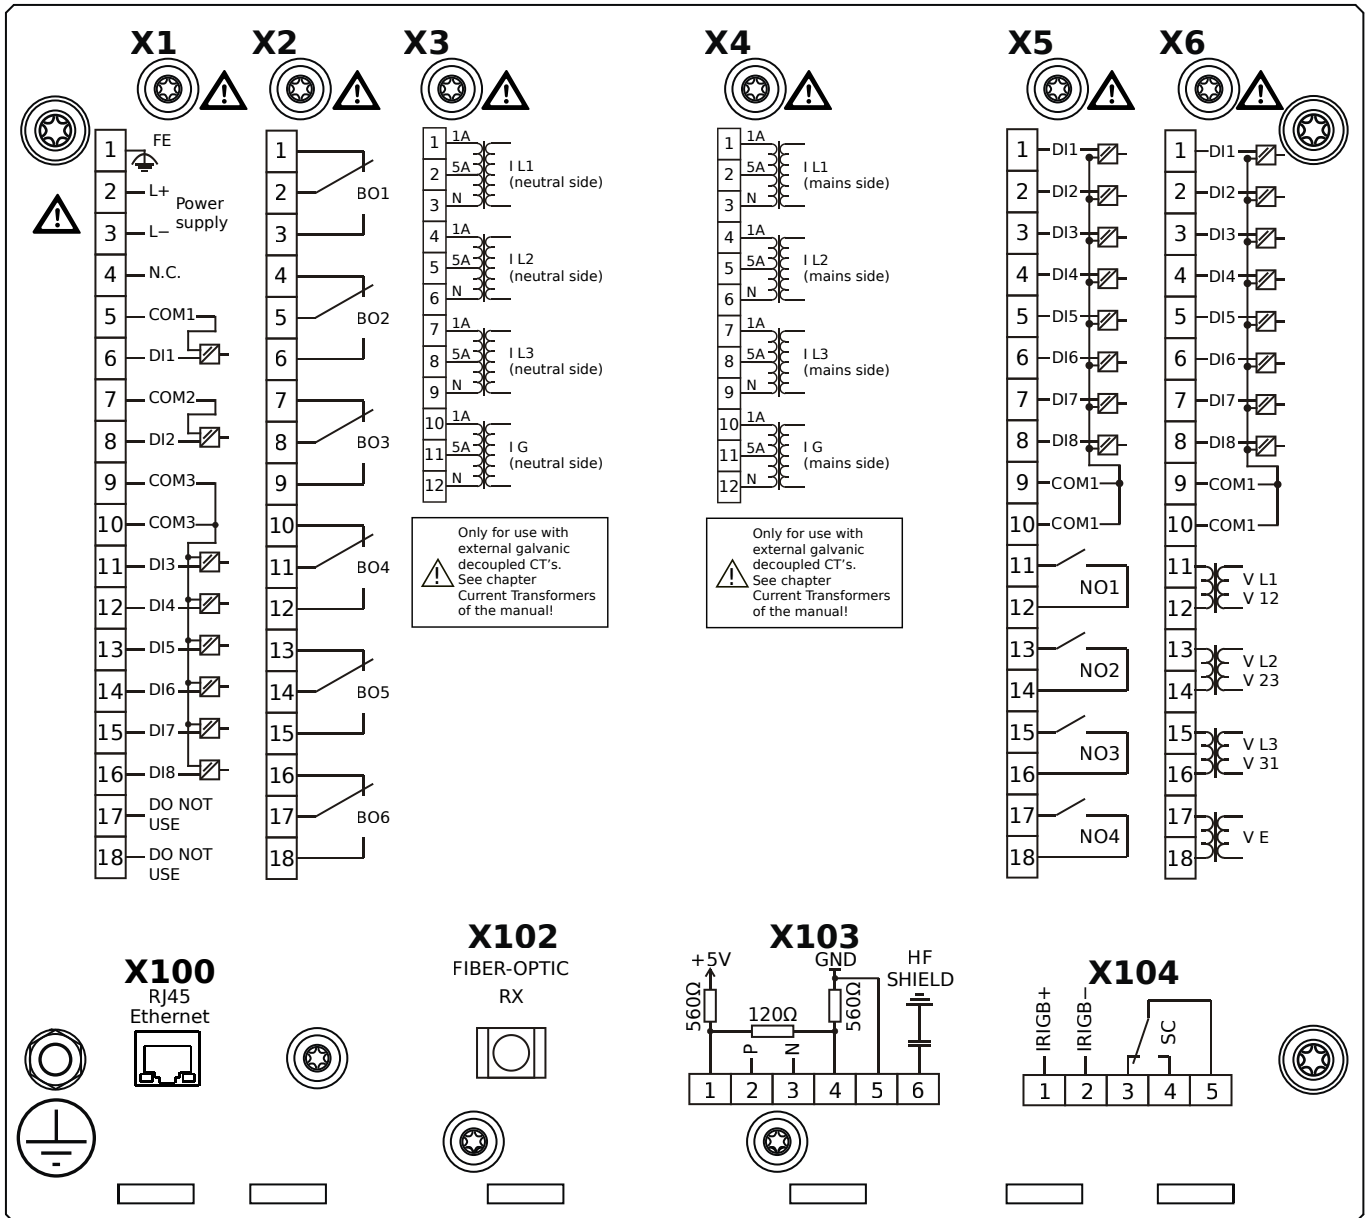 X1
X2
X3
X4
X5
X6
1
FE
2
L+
Power
supply
3
L−
4
N.C.
5
COM1
6
DI1
7
COM2
8
DI2
9
COM3
10
COM3
11
DI3
12
DI4
13
DI5
14
DI6
15
DI7
16
DI8
17
DO NOT
USE
18
DO NOT
USE
1
2
BO1
3
4
5
BO2
6
7
8
BO3
9
10
11
BO4
12
13
14
BO5
15
16
17
BO6
18
1
1A
2
5A
I L1
(neutral side)
3
N
4
1A
5
5A
I L2
(neutral side)
6
N
7
1A
8
5A
I L3
(neutral side)
9
N
10
1A
11
5A
I G
(neutral side)
12
N
Only for use with
external galvanic
decoupled CT's.
See chapter
Current Transformers
of the manual!
1
1A
2
5A
I L1
(mains side)
3
N
4
1A
5
5A
I L2
(mains side)
6
N
7
1A
8
5A
I L3
(mains side)
9
N
10
1A
11
5A
I G
(mains side)
12
N
Only for use with
external galvanic
decoupled CT's.
See chapter
Current Transformers
of the manual!
1
DI1
2
DI2
3
DI3
4
DI4
5
DI5
6
DI6
7
DI7
8
DI8
9
COM1
10
COM1
11
NO1
12
13
NO2
14
15
NO3
16
17
NO4
18
1
DI1
2
DI2
3
DI3
4
DI4
5
DI5
6
DI6
7
DI7
8
DI8
9
COM1
10
COM1
11
V L1
V 12
12
13
V L2
V 23
14
15
V L3
V 31
16
17
V E
18
X100
RJ45
Ethernet
X102
FIBER-OPTIC
RX
X103
+5V
GND
HF
SHIELD
560Ω
120Ω
560Ω
P
N
1 2 3 4 5 6
X104
IRIGB+
IRIGB−
SC
1 2 3 4 5